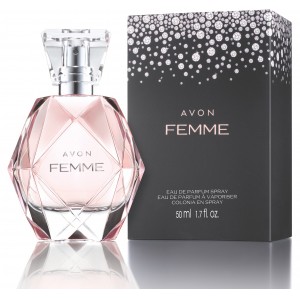 AVON
FEMME
AVON
FEMME
EAU DE PARFUM SPRAY
EAU DE PARFUM À VAPORISER
COLONIA EN SPRAY
50 ml 1.7 fl. oz.